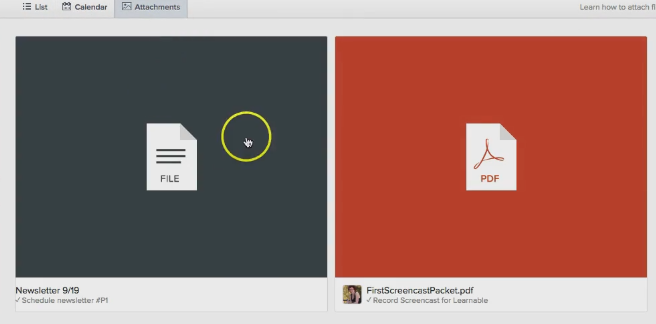 List
Calendar
Attachments
Learn how to attach
FILE
PDF
Newsletter 9/19
✓ Schedule newsletter #P1
FirstScreencastPacket.pdf
✓ Record Screencast for Learnable